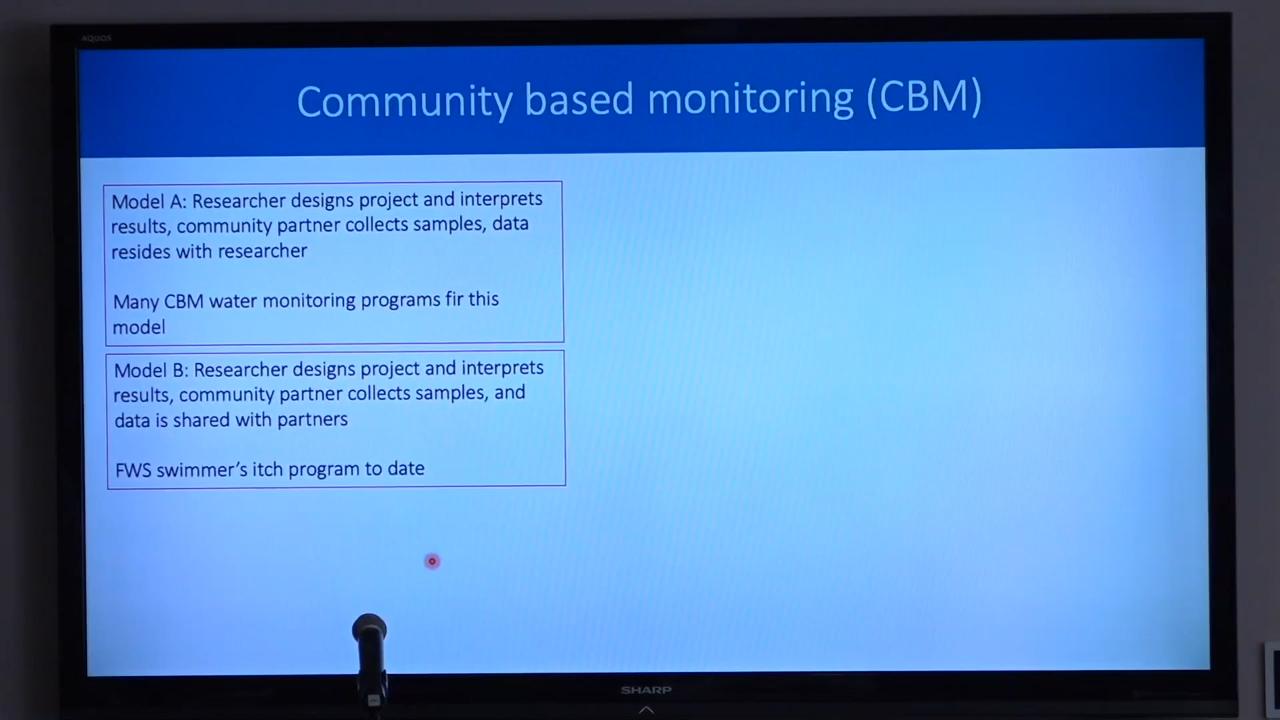 AQUOS
Community based monitoring (CBM)
Model A: Researcher designs project and interprets
results, community partner collects samples, data
resides with researcher
Many CBM water monitoring programs fir this
model
Model B: Researcher designs project and interprets
results, community partner collects samples, and
data is shared with partners
FWS swimmer's itch program to date
SHARP